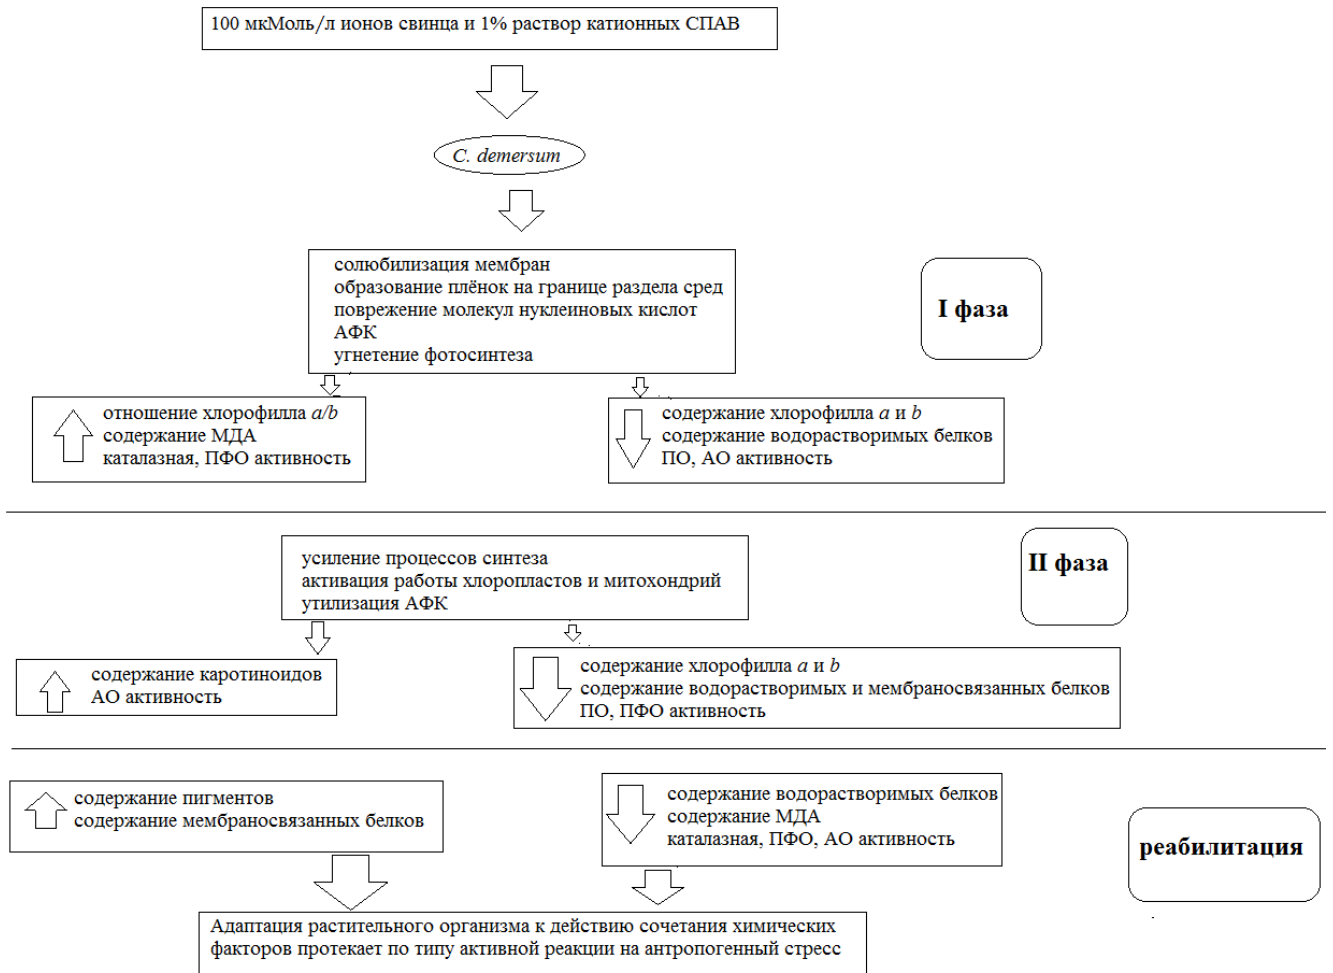 100 мкМоль/л ионов свинца и 1% раствор катионных СПАВ
C. demersum
солюбилизация мембран
образование плёнок на границе раздела сред
поврежение молекул нуклеиновых кислот
АФК
угнетение фотосинтеза
I фаза
отношение хлорофилла a/b
содержание МДА
каталазная, ПФО активность
содержание хлорофилла a и b
содержание водорастворимых белков
ПО, АО активность
усиление процессов синтеза
активация работы хлоропластов и митохондрий
утилизация АФК
II фаза
содержание каротиноидов
АО активность
содержание хлорофилла a и b
содержание водорастворимых и мембраносвязанных белков
ПО, ПФО активность
содержание пигментов
содержание мембраносвязанных белков
содержание водорастворимых белков
содержание МДА
каталазная, ПФО, АО активность
реабилитация
Адаптация растительного организма к действию сочетания химических
факторов протекает по типу активной реакции на антропогенный стресс